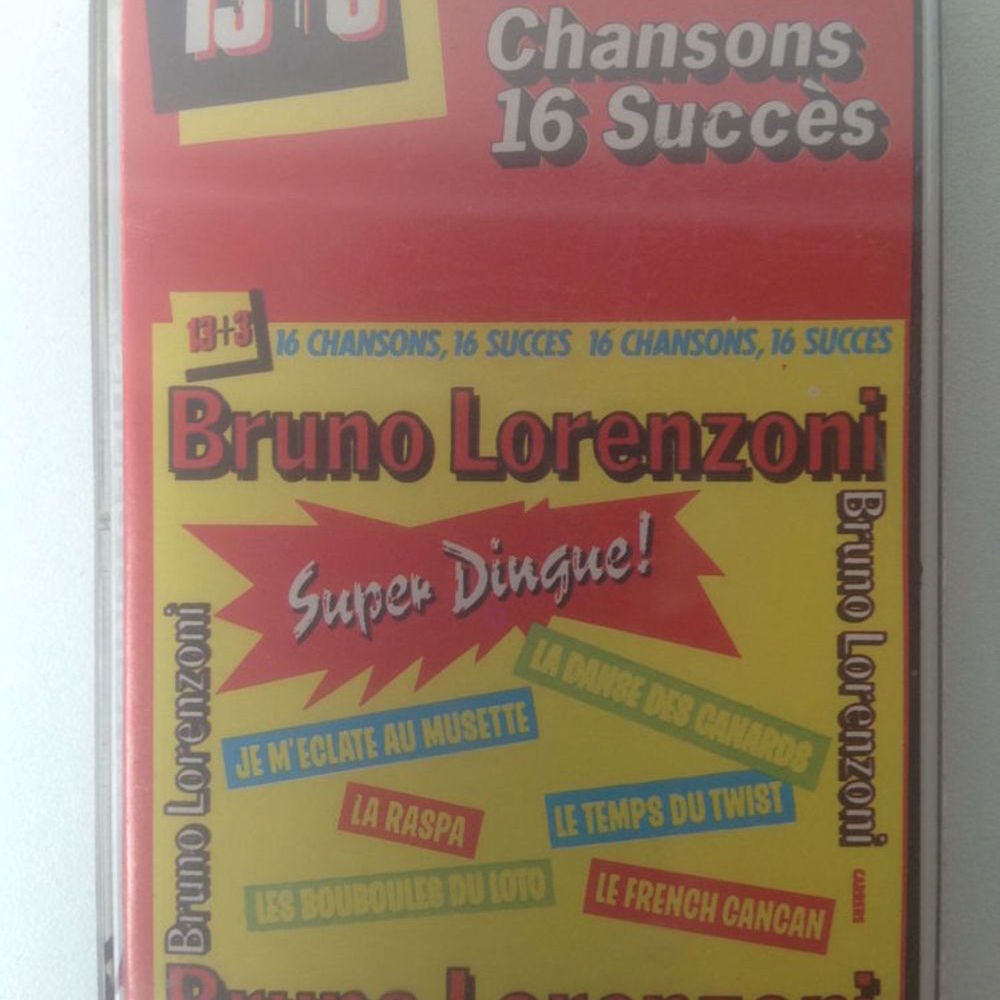 13+3
Chansons
16 Succès
13+3
16 CHANSONS, 16 SUCCES 16 CHANSONS, 16 SUCCES
Bruno Lorenzoni
Super Dingue!
Bruno Lorenzoni
Bruno Lorenzoni
LA DANSE DES CANARDS
JE M'ECLATE AU MUSETTE
LA RASPA
LE TEMPS DU TWIST
LES BOUBOULES DU LOTO
LE FRENCH CANCAN
Bruno Lorenzoni